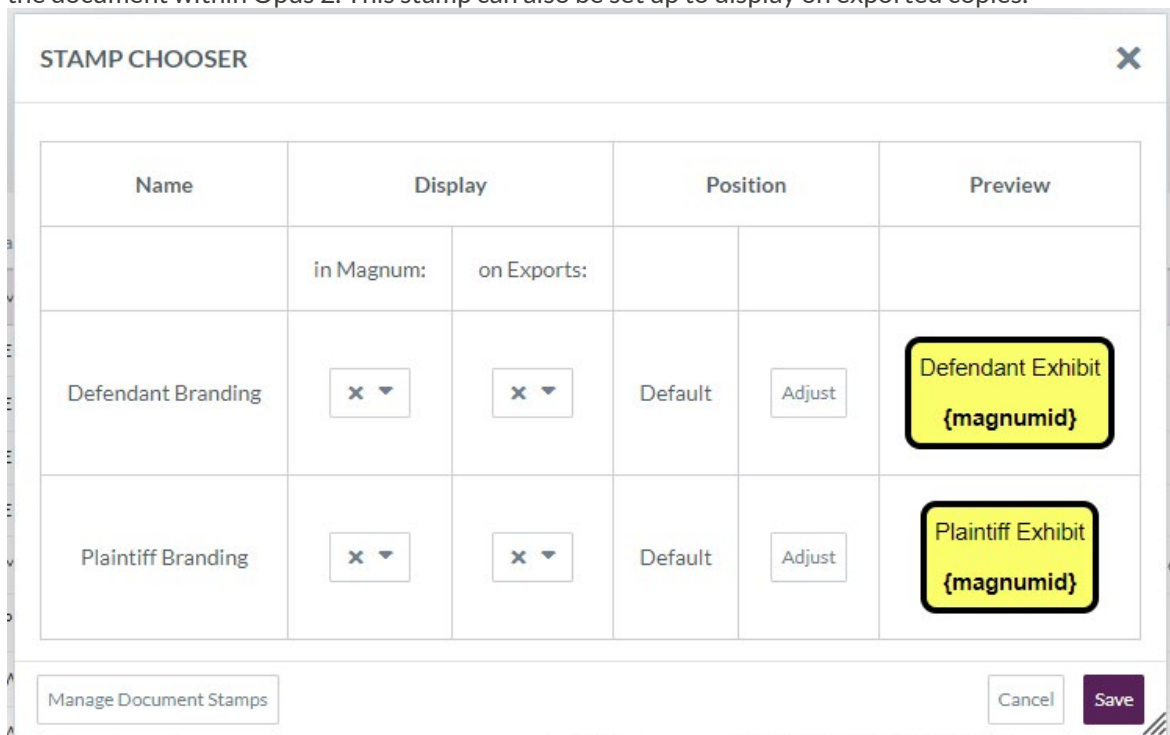 the document within Opus 2. This stamp can also be set up to display on exported copies.
STAMP CHOOSER
Name Display Position Preview
in Magnum: on Exports:
Defendant Branding Default Adjust Defendant Exhibit
{magnumid}
Plaintiff Branding Default Adjust Plaintiff Exhibit
{magnumid}
Manage Document Stamps Cancel Save